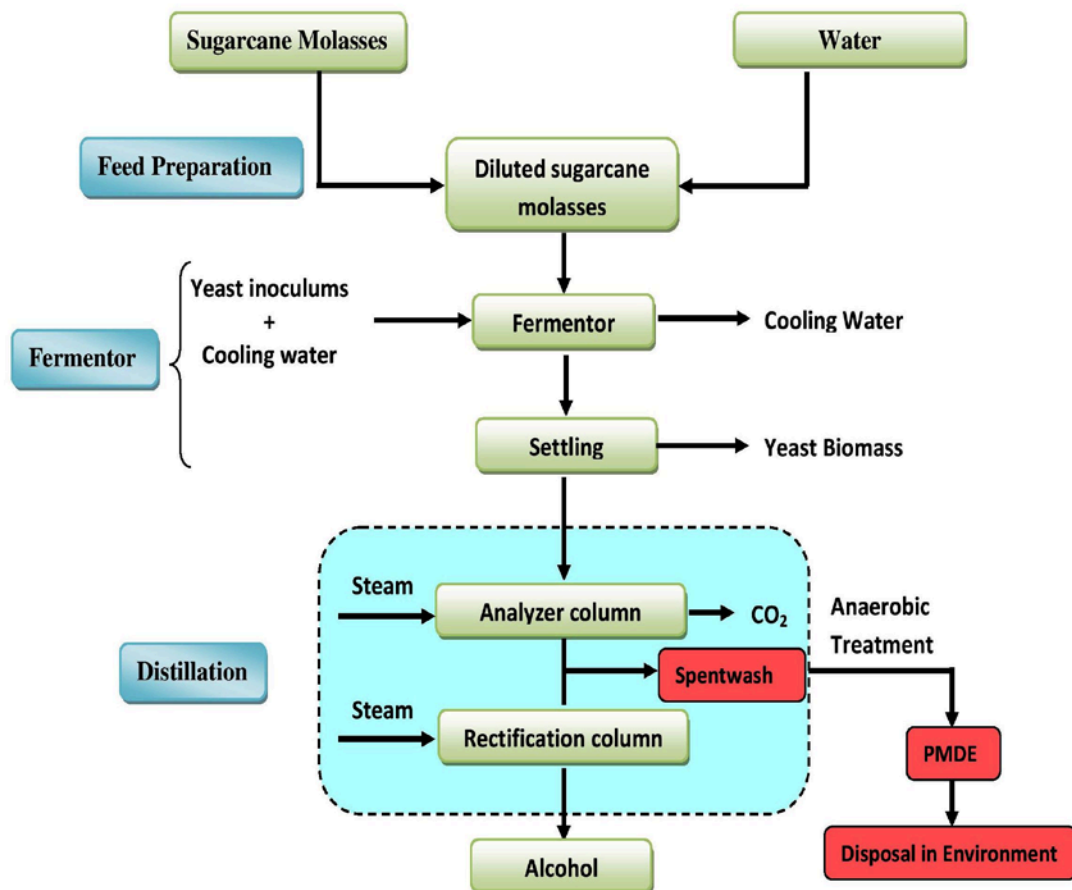 Sugarcane Molasses
Water
Feed Preparation
Diluted sugarcane
molasses
Yeast inoculums
+
Cooling water
Fermentor
Fermentor
Cooling Water
Settling
Yeast Biomass
Distillation
Steam
Analyzer column
CO₂
Anaerobic
Treatment
Spentwash
Steam
Rectification column
PMDE
Alcohol
Disposal in Environment